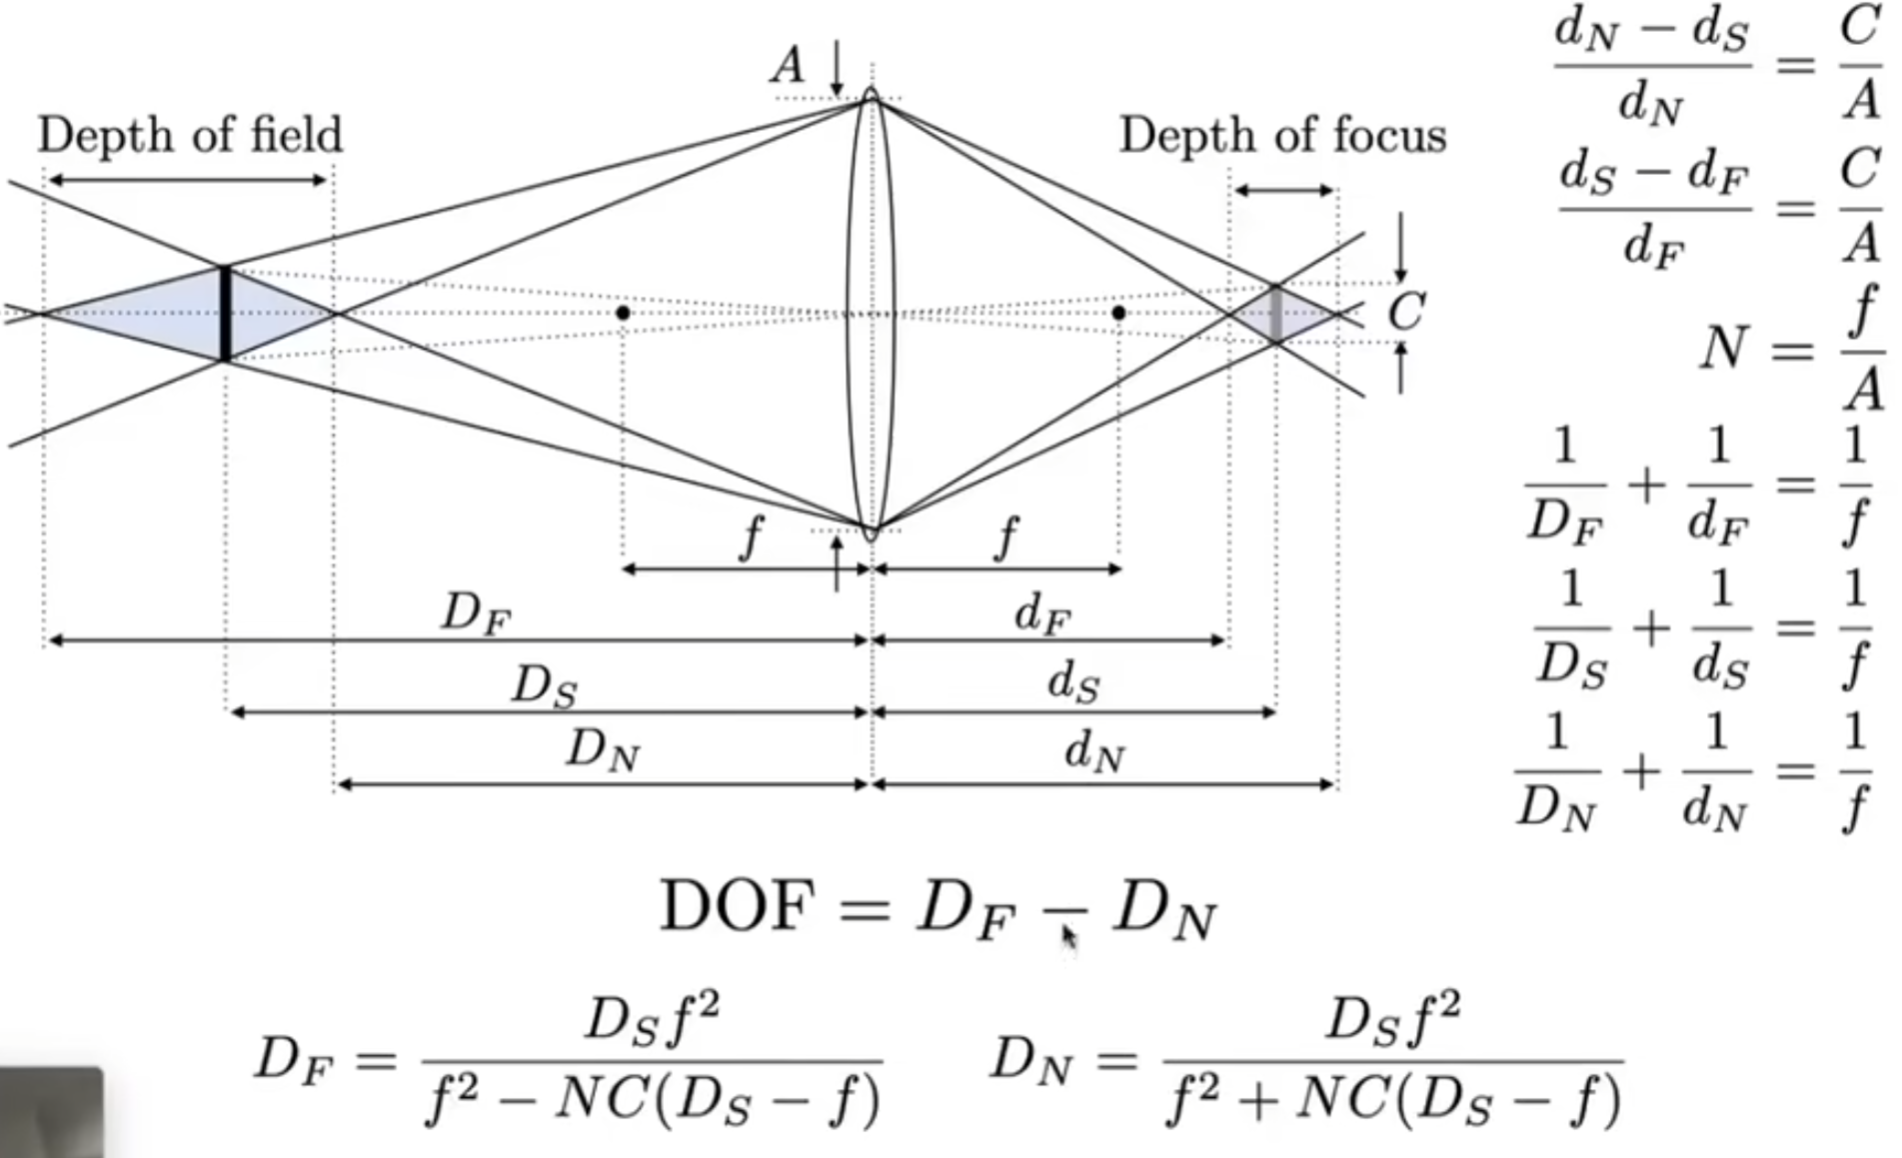 A
Depth of field
Depth of focus
C
f
f
D_F
d_F
D_S
d_S
D_N
d_N
\frac{d_N - d_S}{d_N} = \frac{C}{A}
\frac{d_S - d_F}{d_F} = \frac{C}{A}
N = \frac{f}{A}
\frac{1}{D_F} + \frac{1}{d_F} = \frac{1}{f}
\frac{1}{D_S} + \frac{1}{d_S} = \frac{1}{f}
\frac{1}{D_N} + \frac{1}{d_N} = \frac{1}{f}
DOF = D_F - D_N
D_F = \frac{D_S f^2}{f^2 - NC(D_S - f)}
D_N = \frac{D_S f^2}{f^2 + NC(D_S - f)}